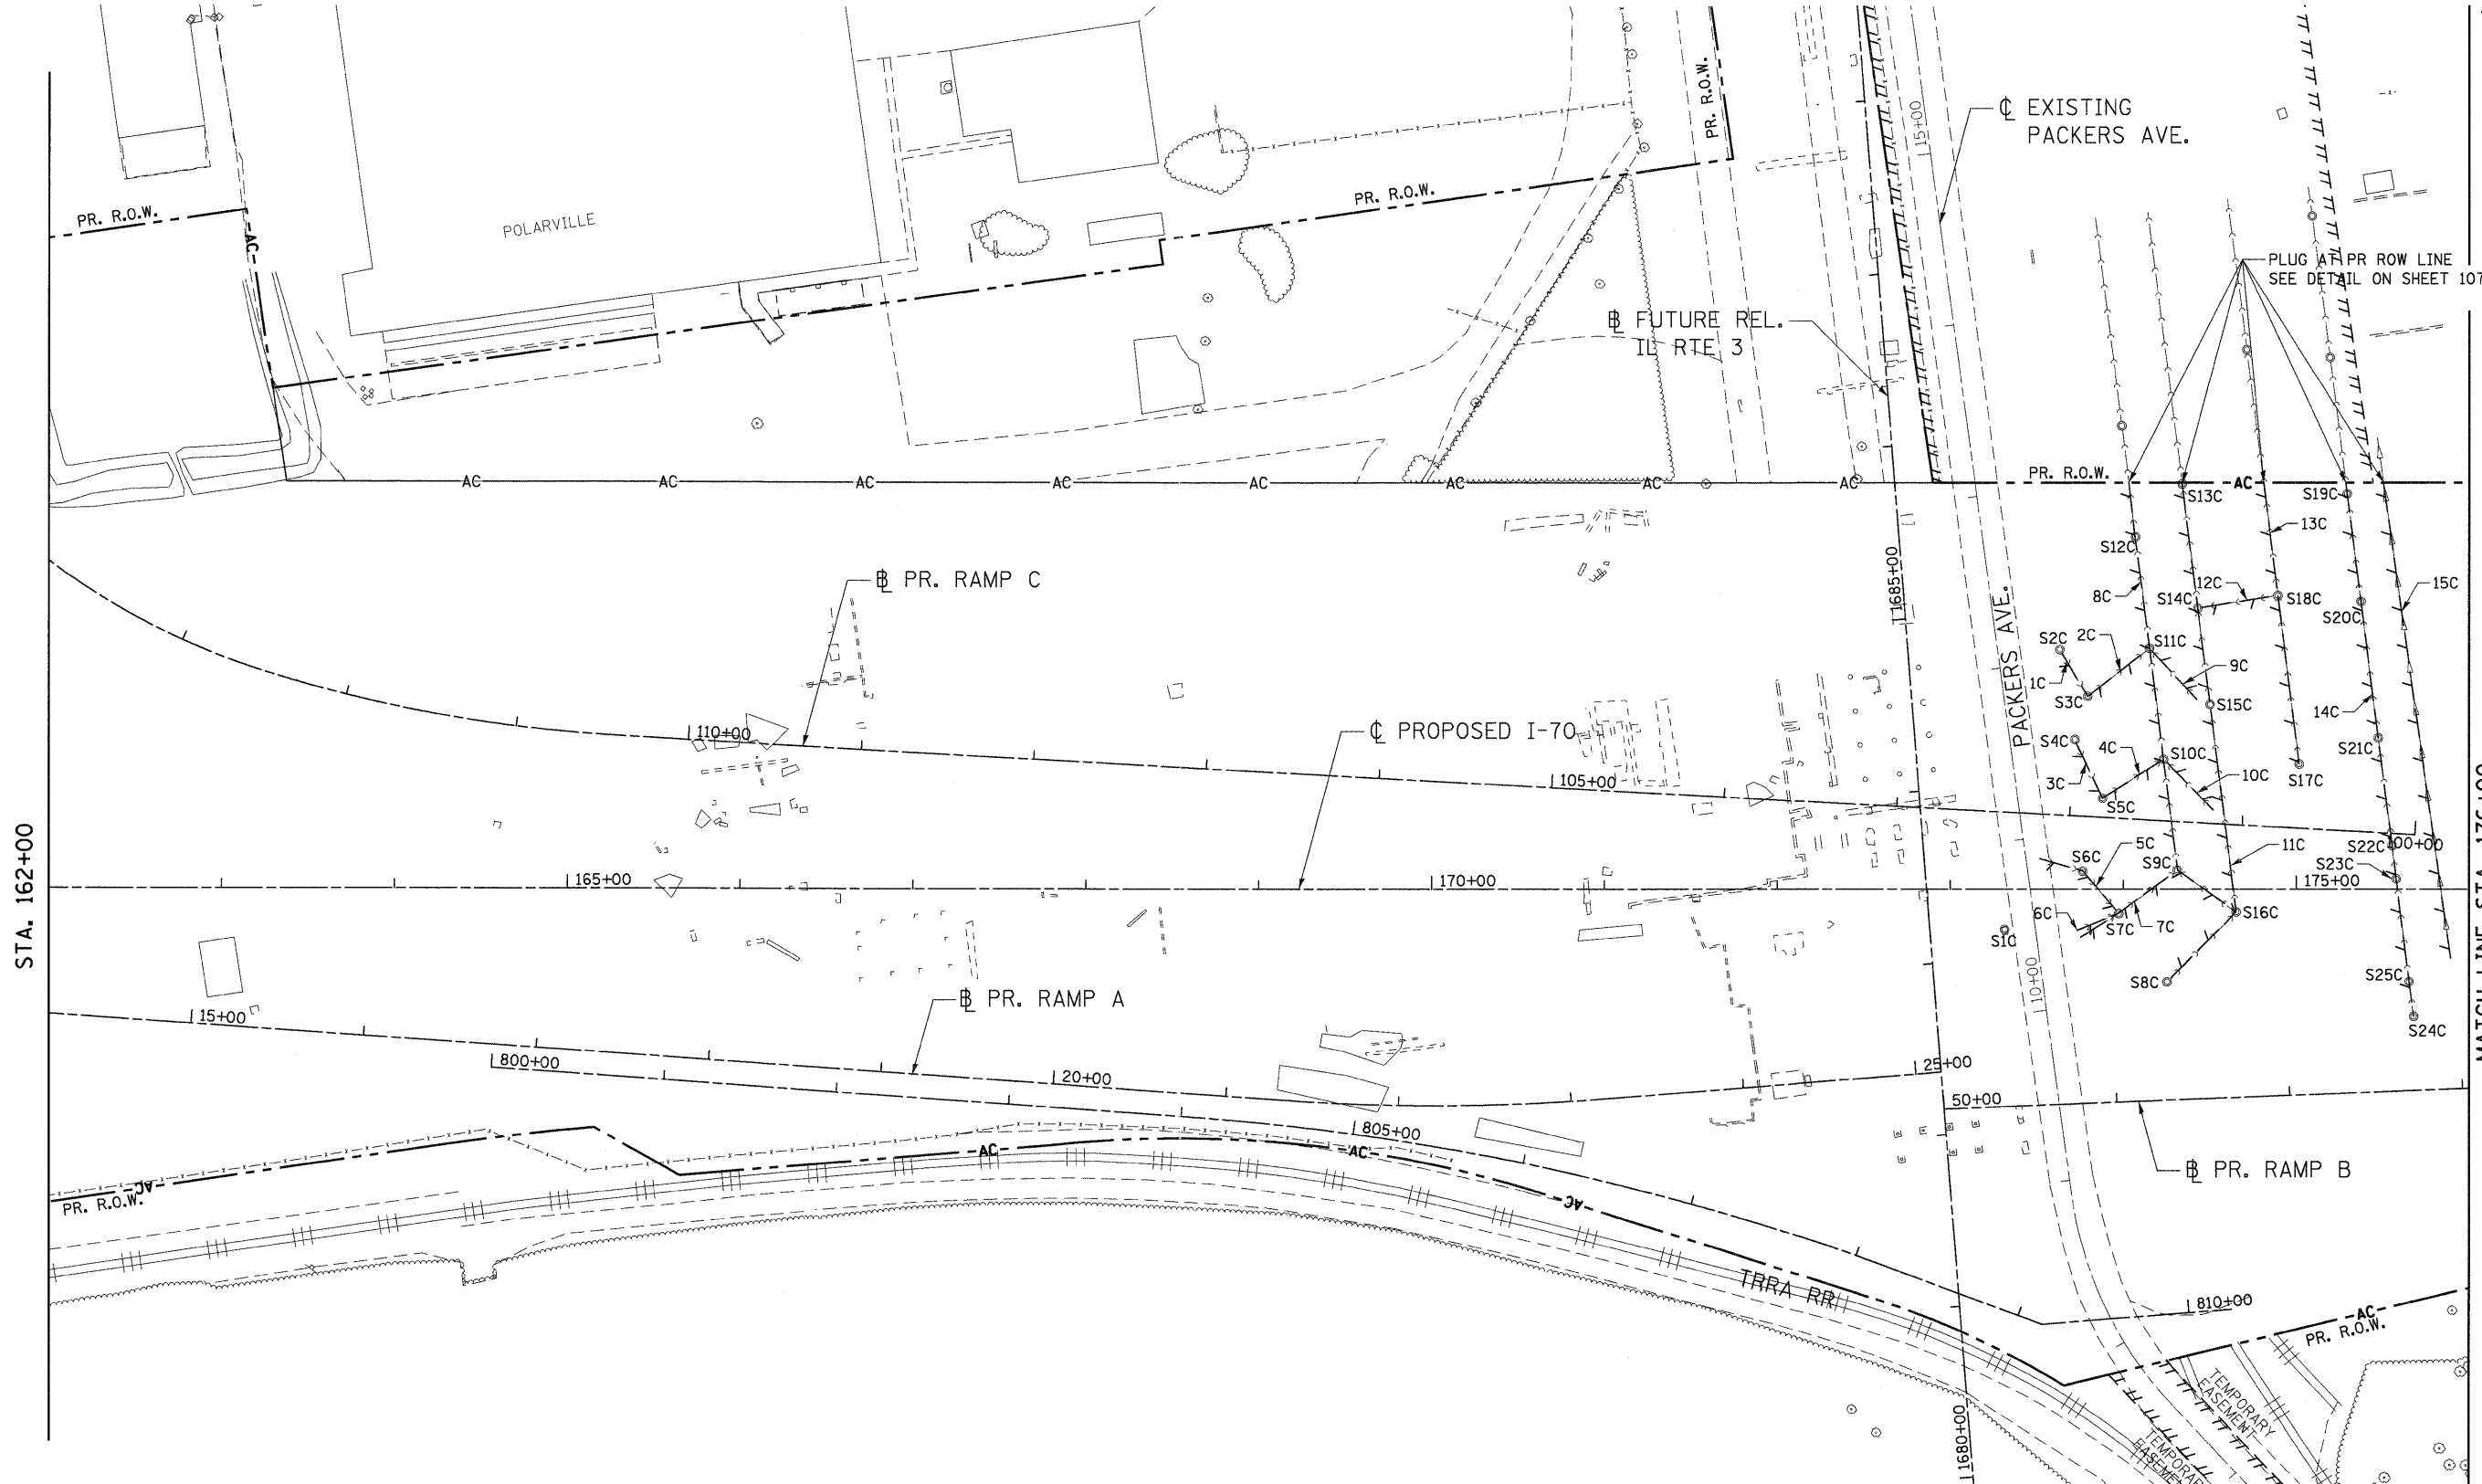 ℄ EXISTING
PACKERS AVE.
PR. R.O.W.
15+00
PR. R.O.W.
PR. R.O.W.
AC
POLARVILLE
PLUG AT PR ROW LINE
SEE DETAIL ON SHEET 107
℄ FUTURE REL.
IL RTE 3
AC
AC
AC
AC
AC
AC
AC
AC
PR. R.O.W.
AC
S13C
S19C
13C
S12C
1685+00
℄ PR. RAMP C
8C
S14C
12C
S18C
S20C
15C
PACKERS AVE.
S2C
2C
S11C
9C
1C
S3C
S15C
14C
110+00
℄ PROPOSED I-70
S4C
4C
S10C
S21C
3C
10C
S17C
105+00
S5C
STA. 162+00
S6C
5C
S9C
11C
S22C
100+00
S23C
165+00
170+00
175+00
6C
S7C
7C
S16C
S1C
10+00
S8C
S25C
S24C
℄ PR. RAMP A
15+00
800+00
20+00
25+00
50+00
805+00
AC
AC
℄ PR. RAMP B
AC
PR. R.O.W.
AC
TRRA RR
810+00
AC
PR. R.O.W.
1680+00
TEMPORARY
EASEMENT
TEMPORARY